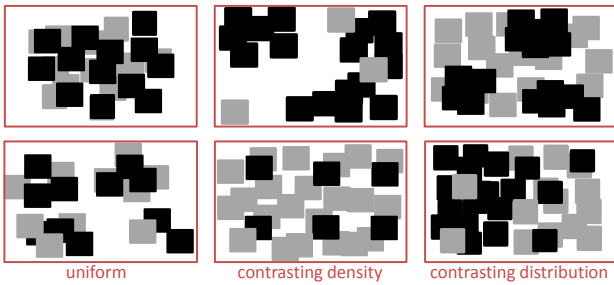 uniform
contrasting density
contrasting distribution